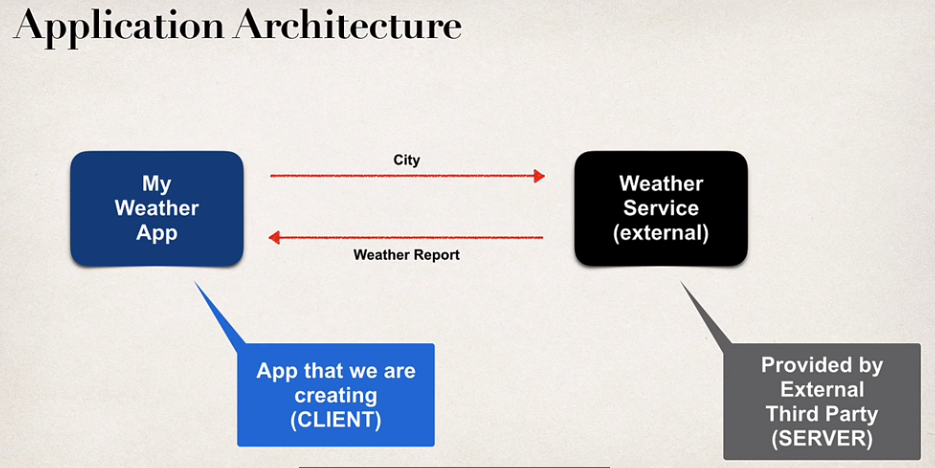 Application Architecture
My
Weather
App
City
Weather Report
Weather
Service
(external)
App that we are
creating
(CLIENT)
Provided by
External
Third Party
(SERVER)